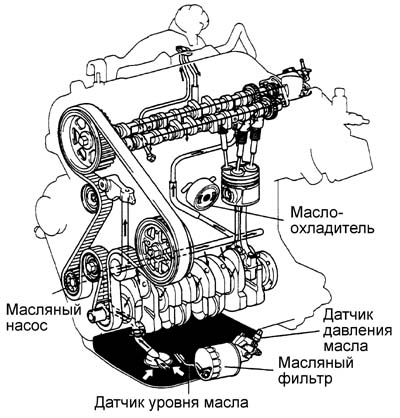 Масло-
охладитель
Масляный
насос
Датчик
давления
масла
Масляный
фильтр
Датчик уровня масла